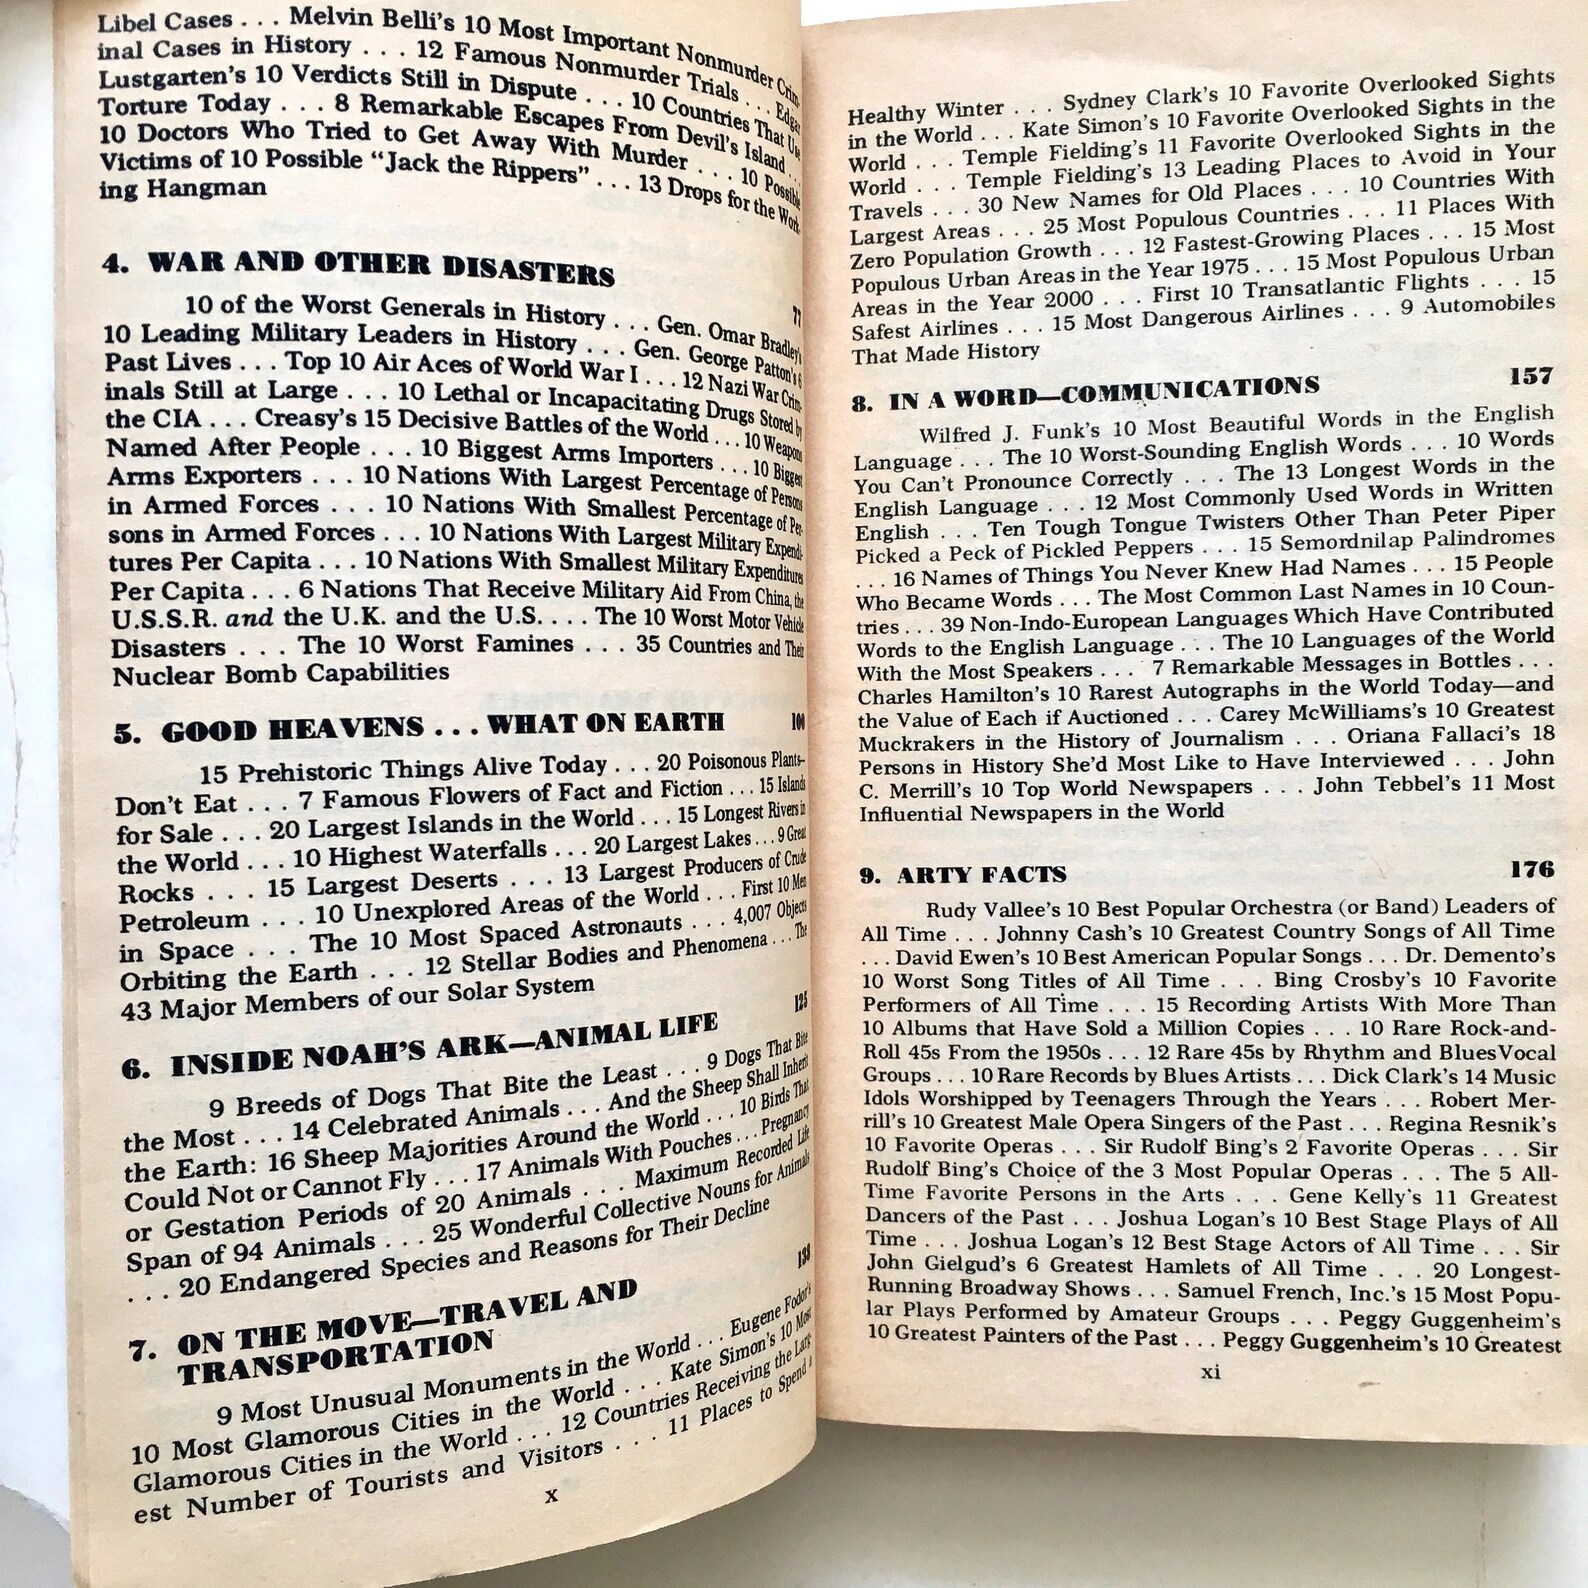 Libel Cases . . . Melvin Belli's 10 Most Important Nonmurder Crim-
inal Cases in History . . . 12 Famous Nonmurder Trials . . . Edgar
Lustgarten's 10 Verdicts Still in Dispute . . . 10 Countries That Use
Torture Today . . . 8 Remarkable Escapes From Devil's Island . . .
10 Doctors Who Tried to Get Away With Murder . . . 10 Possible
Victims of 10 Possible "Jack the Rippers" . . . 13 Drops for the Work-
ing Hangman
4. WAR AND OTHER DISASTERS 77
10 of the Worst Generals in History . . . Gen. Omar Bradley's
10 Leading Military Leaders in History . . . Gen. George Patton's 6
Past Lives . . . Top 10 Air Aces of World War I . . . 12 Nazi War Crim-
inals Still at Large . . . 10 Lethal or Incapacitating Drugs Stored by
the CIA . . . Creasy's 15 Decisive Battles of the World . . . 10 Weapons
Named After People . . . 10 Biggest Arms Importers . . . 10 Biggest
Arms Exporters . . . 10 Nations With Largest Percentage of Persons
in Armed Forces . . . 10 Nations With Smallest Percentage of Per-
sons in Armed Forces . . . 10 Nations With Largest Military Expendi-
tures Per Capita . . . 10 Nations With Smallest Military Expenditures
Per Capita . . . 6 Nations That Receive Military Aid From China, the
U.S.S.R. and the U.K. and the U.S. . . . The 10 Worst Motor Vehicle
Disasters . . . The 10 Worst Famines . . . 35 Countries and Their
Nuclear Bomb Capabilities
5. GOOD HEAVENS . . . WHAT ON EARTH 100
15 Prehistoric Things Alive Today . . . 20 Poisonous Plants—
Don't Eat . . . 7 Famous Flowers of Fact and Fiction . . . 15 Islands
for Sale . . . 20 Largest Islands in the World . . . 15 Longest Rivers in
the World . . . 10 Highest Waterfalls . . . 20 Largest Lakes . . . 9 Great
Rocks . . . 15 Largest Deserts . . . 13 Largest Producers of Crude
Petroleum . . . 10 Unexplored Areas of the World . . . First 10 Men
in Space . . . The 10 Most Spaced Astronauts . . . 4,007 Objects
Orbiting the Earth . . . 12 Stellar Bodies and Phenomena . . . The
43 Major Members of our Solar System
6. INSIDE NOAH'S ARK—ANIMAL LIFE 125
9 Breeds of Dogs That Bite the Least . . . 9 Dogs That Bite
the Most . . . 14 Celebrated Animals . . . And the Sheep Shall Inherit
the Earth: 16 Sheep Majorities Around the World . . . 10 Birds That
Could Not or Cannot Fly . . . 17 Animals With Pouches . . . Pregnancy
or Gestation Periods of 20 Animals . . . Maximum Recorded Life
Span of 94 Animals . . . 25 Wonderful Collective Nouns for Animals
. . . 20 Endangered Species and Reasons for Their Decline
7. ON THE MOVE—TRAVEL AND 138
TRANSPORTATION
9 Most Unusual Monuments in the World . . . Eugene Fodor's
10 Most Glamorous Cities in the World . . . Kate Simon's 10 Most
Glamorous Cities in the World . . . 12 Countries Receiving the Larg-
est Number of Tourists and Visitors . . . 11 Places to Spend a
x
Healthy Winter . . . Sydney Clark's 10 Favorite Overlooked Sights
in the World . . . Kate Simon's 10 Favorite Overlooked Sights in the
World . . . Temple Fielding's 11 Favorite Overlooked Sights in the
World . . . Temple Fielding's 13 Leading Places to Avoid in Your
Travels . . . 30 New Names for Old Places . . . 10 Countries With
Largest Areas . . . 25 Most Populous Countries . . . 11 Places With
Zero Population Growth . . . 12 Fastest-Growing Places . . . 15 Most
Populous Urban Areas in the Year 1975 . . . 15 Most Populous Urban
Areas in the Year 2000 . . . First 10 Transatlantic Flights . . . 15
Safest Airlines . . . 15 Most Dangerous Airlines . . . 9 Automobiles
That Made History
8. IN A WORD—COMMUNICATIONS 157
Wilfred J. Funk's 10 Most Beautiful Words in the English
Language . . . The 10 Worst-Sounding English Words . . . 10 Words
You Can't Pronounce Correctly . . . The 13 Longest Words in the
English Language . . . 12 Most Commonly Used Words in Written
English . . . Ten Tough Tongue Twisters Other Than Peter Piper
Picked a Peck of Pickled Peppers . . . 15 Semordnilap Palindromes
. . . 16 Names of Things You Never Knew Had Names . . . 15 People
Who Became Words . . . The Most Common Last Names in 10 Coun-
tries . . . 39 Non-Indo-European Languages Which Have Contributed
Words to the English Language . . . The 10 Languages of the World
With the Most Speakers . . . 7 Remarkable Messages in Bottles . . .
Charles Hamilton's 10 Rarest Autographs in the World Today—and
the Value of Each if Auctioned . . . Carey McWilliams's 10 Greatest
Muckrakers in the History of Journalism . . . Oriana Fallaci's 18
Persons in History She'd Most Like to Have Interviewed . . . John
C. Merrill's 10 Top World Newspapers . . . John Tebbel's 11 Most
Influential Newspapers in the World
9. ARTY FACTS 176
Rudy Vallee's 10 Best Popular Orchestra (or Band) Leaders of
All Time . . . Johnny Cash's 10 Greatest Country Songs of All Time
. . . David Ewen's 10 Best American Popular Songs . . . Dr. Demento's
10 Worst Song Titles of All Time . . . Bing Crosby's 10 Favorite
Performers of All Time . . . 15 Recording Artists With More Than
10 Albums that Have Sold a Million Copies . . . 10 Rare Rock-and-
Roll 45s From the 1950s . . . 12 Rare 45s by Rhythm and Blues Vocal
Groups . . . 10 Rare Records by Blues Artists . . . Dick Clark's 14 Music
Idols Worshipped by Teenagers Through the Years . . . Robert Mer-
rill's 10 Greatest Male Opera Singers of the Past . . . Regina Resnik's
10 Favorite Operas . . . Sir Rudolf Bing's 2 Favorite Operas . . . Sir
Rudolf Bing's Choice of the 3 Most Popular Operas . . . The 5 All-
Time Favorite Persons in the Arts . . . Gene Kelly's 11 Greatest
Dancers of the Past . . . Joshua Logan's 10 Best Stage Plays of All
Time . . . Joshua Logan's 12 Best Stage Actors of All Time . . . Sir
John Gielgud's 6 Greatest Hamlets of All Time . . . 20 Longest-
Running Broadway Shows . . . Samuel French, Inc.'s 15 Most Popu-
lar Plays Performed by Amateur Groups . . . Peggy Guggenheim's
10 Greatest Painters of the Past . . . Peggy Guggenheim's 10 Greatest
xi